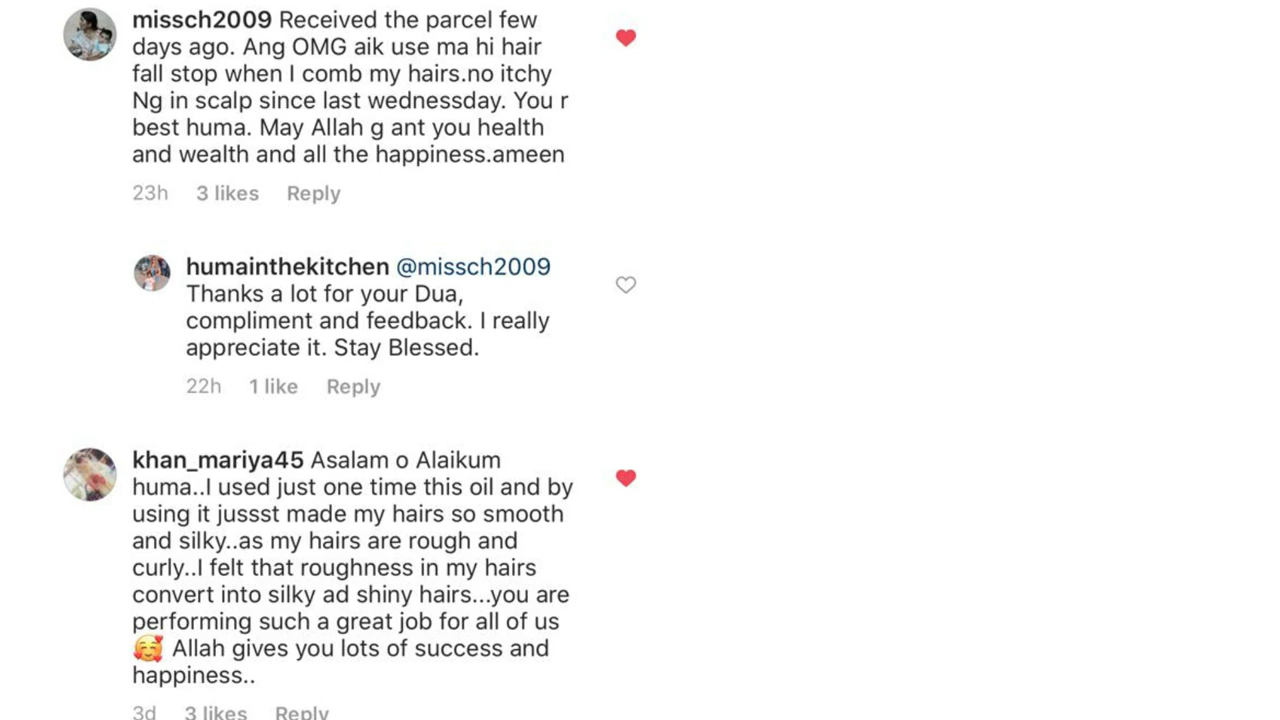 missch2009 Received the parcel few
days ago. Ang OMG aik use ma hi hair
fall stop when I comb my hairs.no itchy
Ng in scalp since last wednessday. You r
best huma. May Allah g ant you health
and wealth and all the happiness.ameen
23h 3 likes Reply
humainthekitchen @missch2009
Thanks a lot for your Dua,
compliment and feedback. I really
appreciate it. Stay Blessed.
22h 1 like Reply
khan_mariya45 Asalam o Alaikum
huma..I used just one time this oil and by
using it jussst made my hairs so smooth
and silky..as my hairs are rough and
curly..I felt that roughness in my hairs
convert into silky ad shiny hairs...you are
performing such a great job for all of us
🥰 Allah gives you lots of success and
happiness..
3d 3 likes Reply